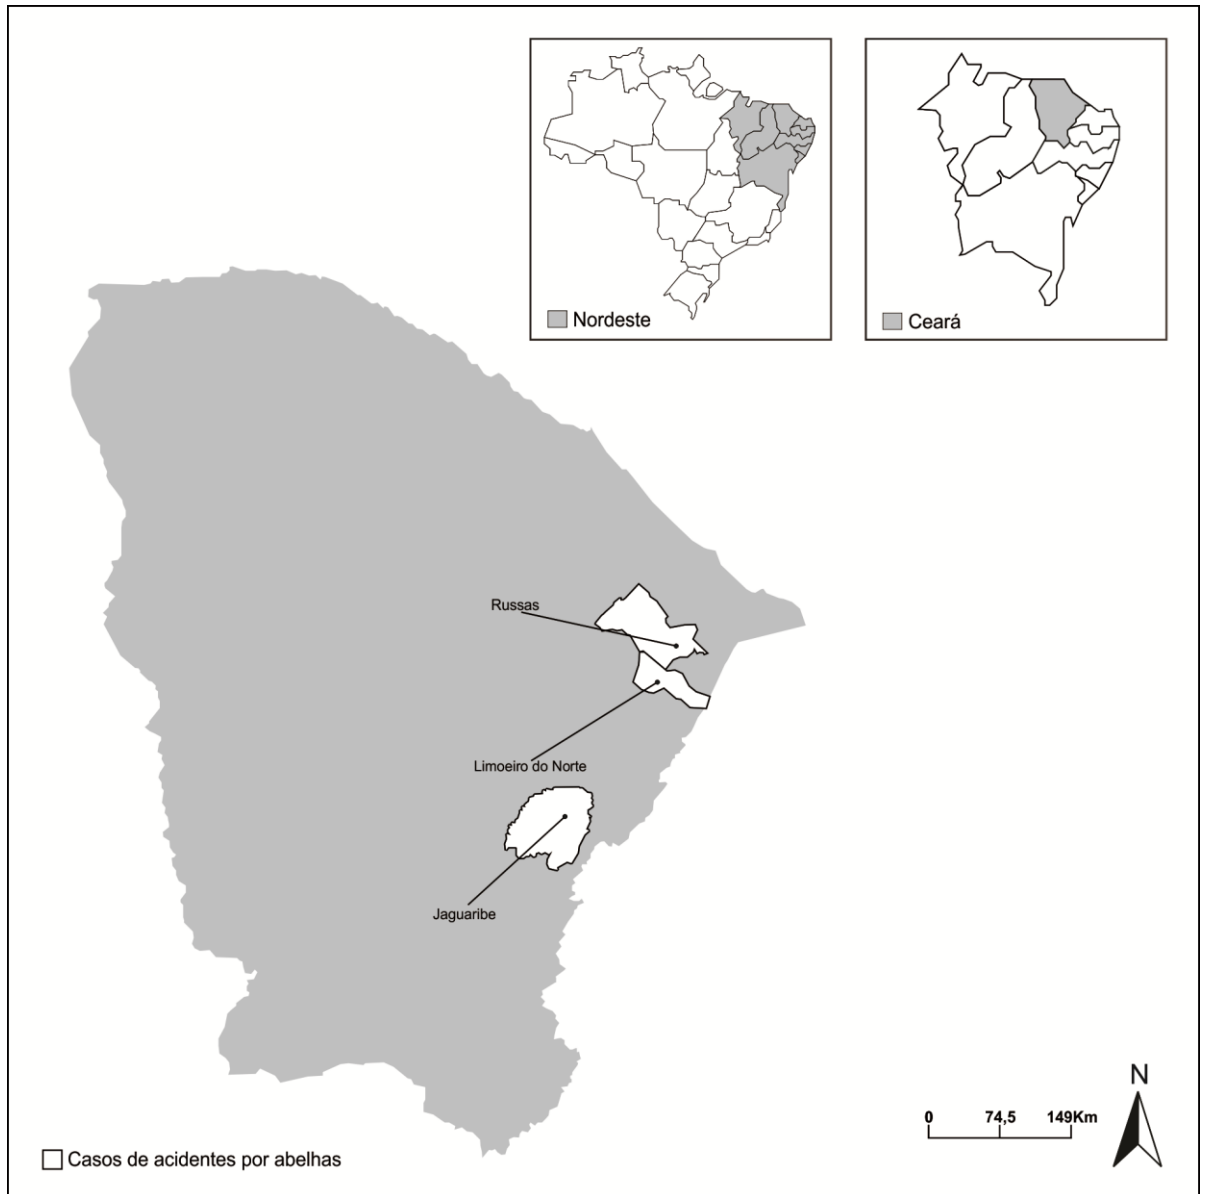 Nordeste
Ceará
Russas
Limoeiro do Norte
Jaguaribe
N
0 74,5 149Km
Casos de acidentes por abelhas